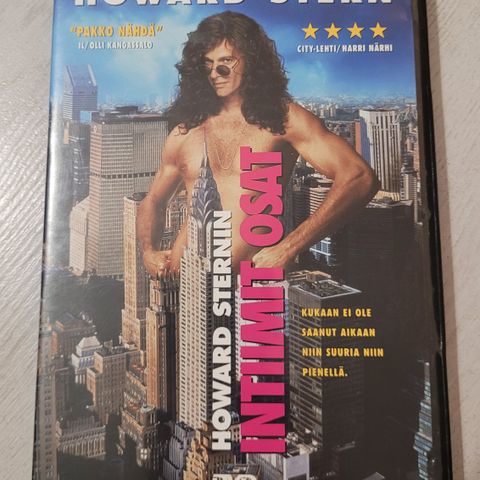 HOWARD STERN
"PAKKO NÄHDÄ"
IL/OLLI KANGASSALO
CITY-LEHTI/HARRI NÄRHI
HOWARD STERNIN
INTIIMIT OSAT
KUKAAN EI OLE
SAANUT AIKAAN
NIIN SUURIA NIIN
PIENELLÄ.